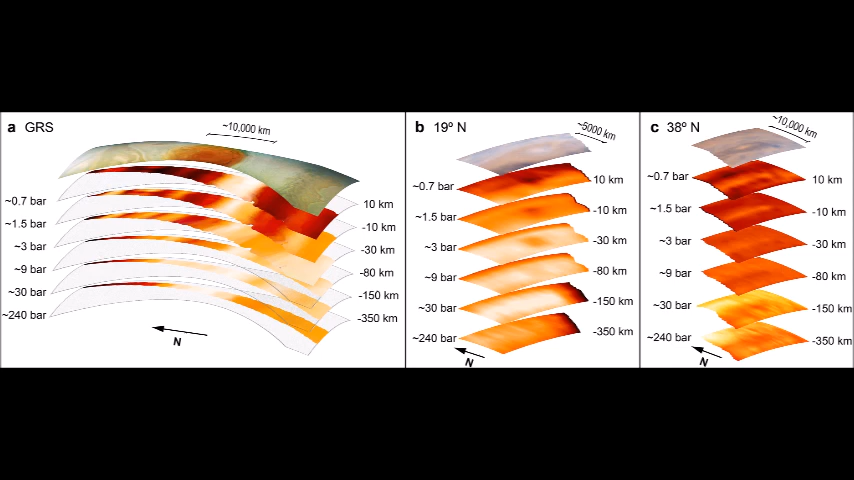 a GRS
~10,000 km
~0.7 bar
~1.5 bar
~3 bar
~9 bar
~30 bar
~240 bar
10 km
-10 km
-30 km
-80 km
-150 km
-350 km
N
b 19º N
~5000 km
~0.7 bar
~1.5 bar
~3 bar
~9 bar
~30 bar
~240 bar
10 km
-10 km
-30 km
-80 km
-150 km
-350 km
N
c 38º N
~10,000 km
~0.7 bar
~1.5 bar
~3 bar
~9 bar
~30 bar
~240 bar
10 km
-10 km
-30 km
-80 km
-150 km
-350 km
N